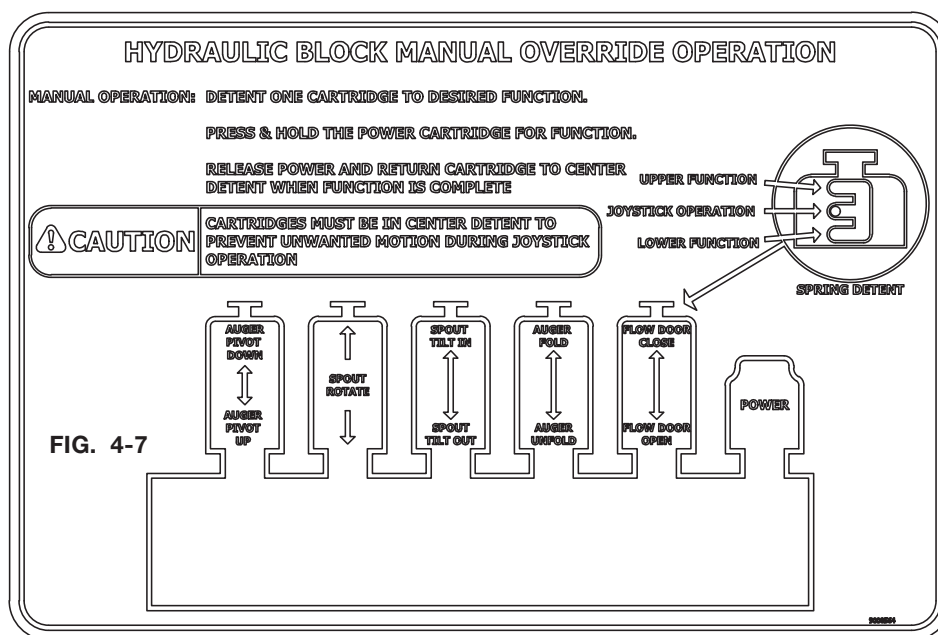 HYDRAULIC BLOCK MANUAL OVERRIDE OPERATION
MANUAL OPERATION: DETENT ONE CARTRIDGE TO DESIRED FUNCTION.
PRESS & HOLD THE POWER CARTRIDGE FOR FUNCTION.
RELEASE POWER AND RETURN CARTRIDGE TO CENTER
DETENT WHEN FUNCTION IS COMPLETE
UPPER FUNCTION
JOYSTICK OPERATION
LOWER FUNCTION
SPRING DETENT
CAUTION
CARTRIDGES MUST BE IN CENTER DETENT TO
PREVENT UNWANTED MOTION DURING JOYSTICK
OPERATION
AUGER
PIVOT
DOWN
AUGER
PIVOT
UP
SPOUT
ROTATE
SPOUT
TILT IN
SPOUT
TILT OUT
AUGER
FOLD
AUGER
UNFOLD
FLOW DOOR
CLOSE
FLOW DOOR
OPEN
POWER
FIG. 4-7